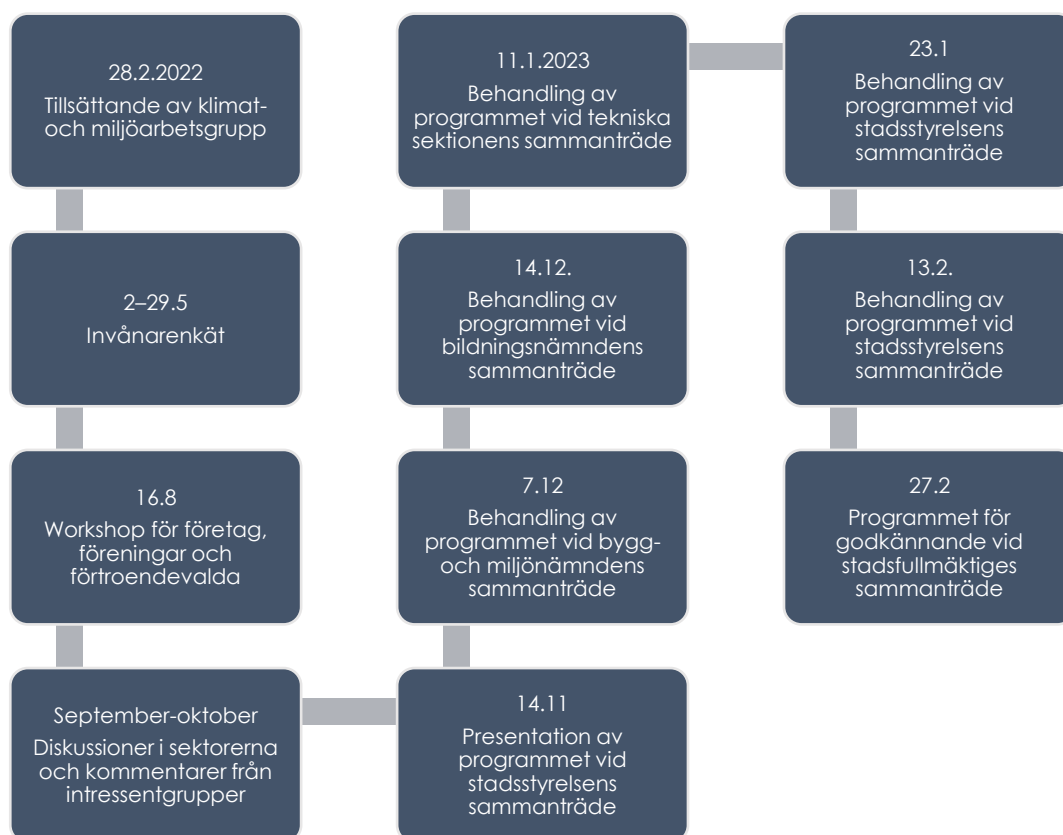 28.2.2022
Tillsättande av klimat-
och miljöarbetsgrupp
2–29.5
Invånarenkät
16.8
Workshop för företag,
föreningar och
förtroendevalda
September-oktober
Diskussioner i sektorerna
och kommentarer från
intressentgrupper
14.11
Presentation av
programmet vid
stadsstyrelsens
sammanträde
7.12
Behandling av
programmet vid bygg-
och miljönämndens
sammanträde
14.12.
Behandling av
programmet vid
bildningsnämndens
sammanträde
11.1.2023
Behandling av
programmet vid tekniska
sektionens sammanträde
23.1
Behandling av
programmet vid
stadsstyrelsens
sammanträde
13.2.
Behandling av
programmet vid
stadsstyrelsens
sammanträde
27.2
Programmet för
godkännande vid
stadsfullmäktiges
sammanträde